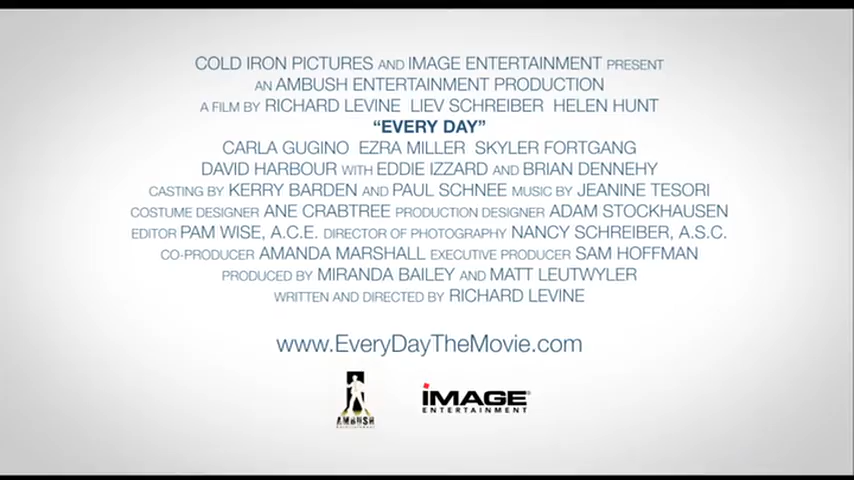 COLD IRON PICTURES AND IMAGE ENTERTAINMENT PRESENT
AN AMBUSH ENTERTAINMENT PRODUCTION
A FILM BY RICHARD LEVINE LIEV SCHREIBER HELEN HUNT
“EVERY DAY”
CARLA GUGINO EZRA MILLER SKYLER FORTGANG
DAVID HARBOUR WITH EDDIE IZZARD AND BRIAN DENNEHY
CASTING BY KERRY BARDEN AND PAUL SCHNEE MUSIC BY JEANINE TESORI
COSTUME DESIGNER ANE CRABTREE PRODUCTION DESIGNER ADAM STOCKHAUSEN
EDITOR PAM WISE, A.C.E. DIRECTOR OF PHOTOGRAPHY NANCY SCHREIBER, A.S.C.
CO-PRODUCER AMANDA MARSHALL EXECUTIVE PRODUCER SAM HOFFMAN
PRODUCED BY MIRANDA BAILEY AND MATT LEUTWYLER
WRITTEN AND DIRECTED BY RICHARD LEVINE
www.EveryDayTheMovie.com
AMBUSH
iMAGE
ENTERTAINMENT